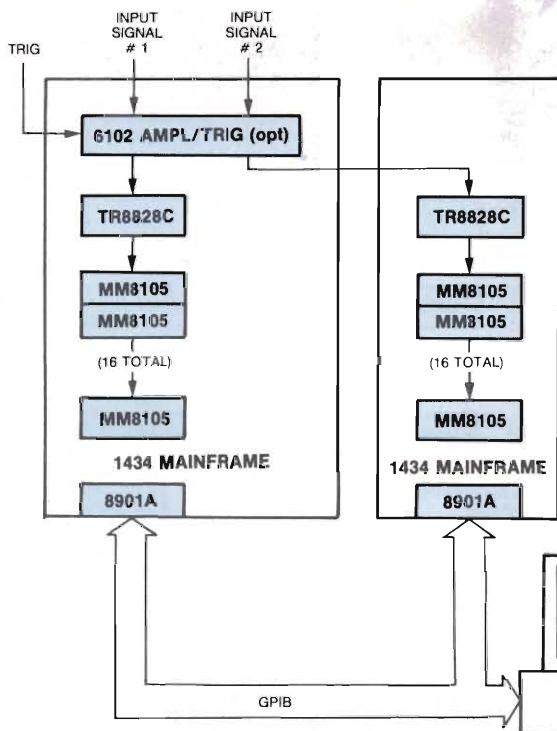 INPUT
SIGNAL
# 1
INPUT
SIGNAL
# 2
TRIG
6102 AMPL/TRIG (opt)
TR8828C
MM8105
MM8105
(16 TOTAL)
MM8105
1434 MAINFRAME
8901A
TR8828C
MM8105
MM8105
(16 TOTAL)
MM8105
1434 MAINFRAME
8901A
GPIB